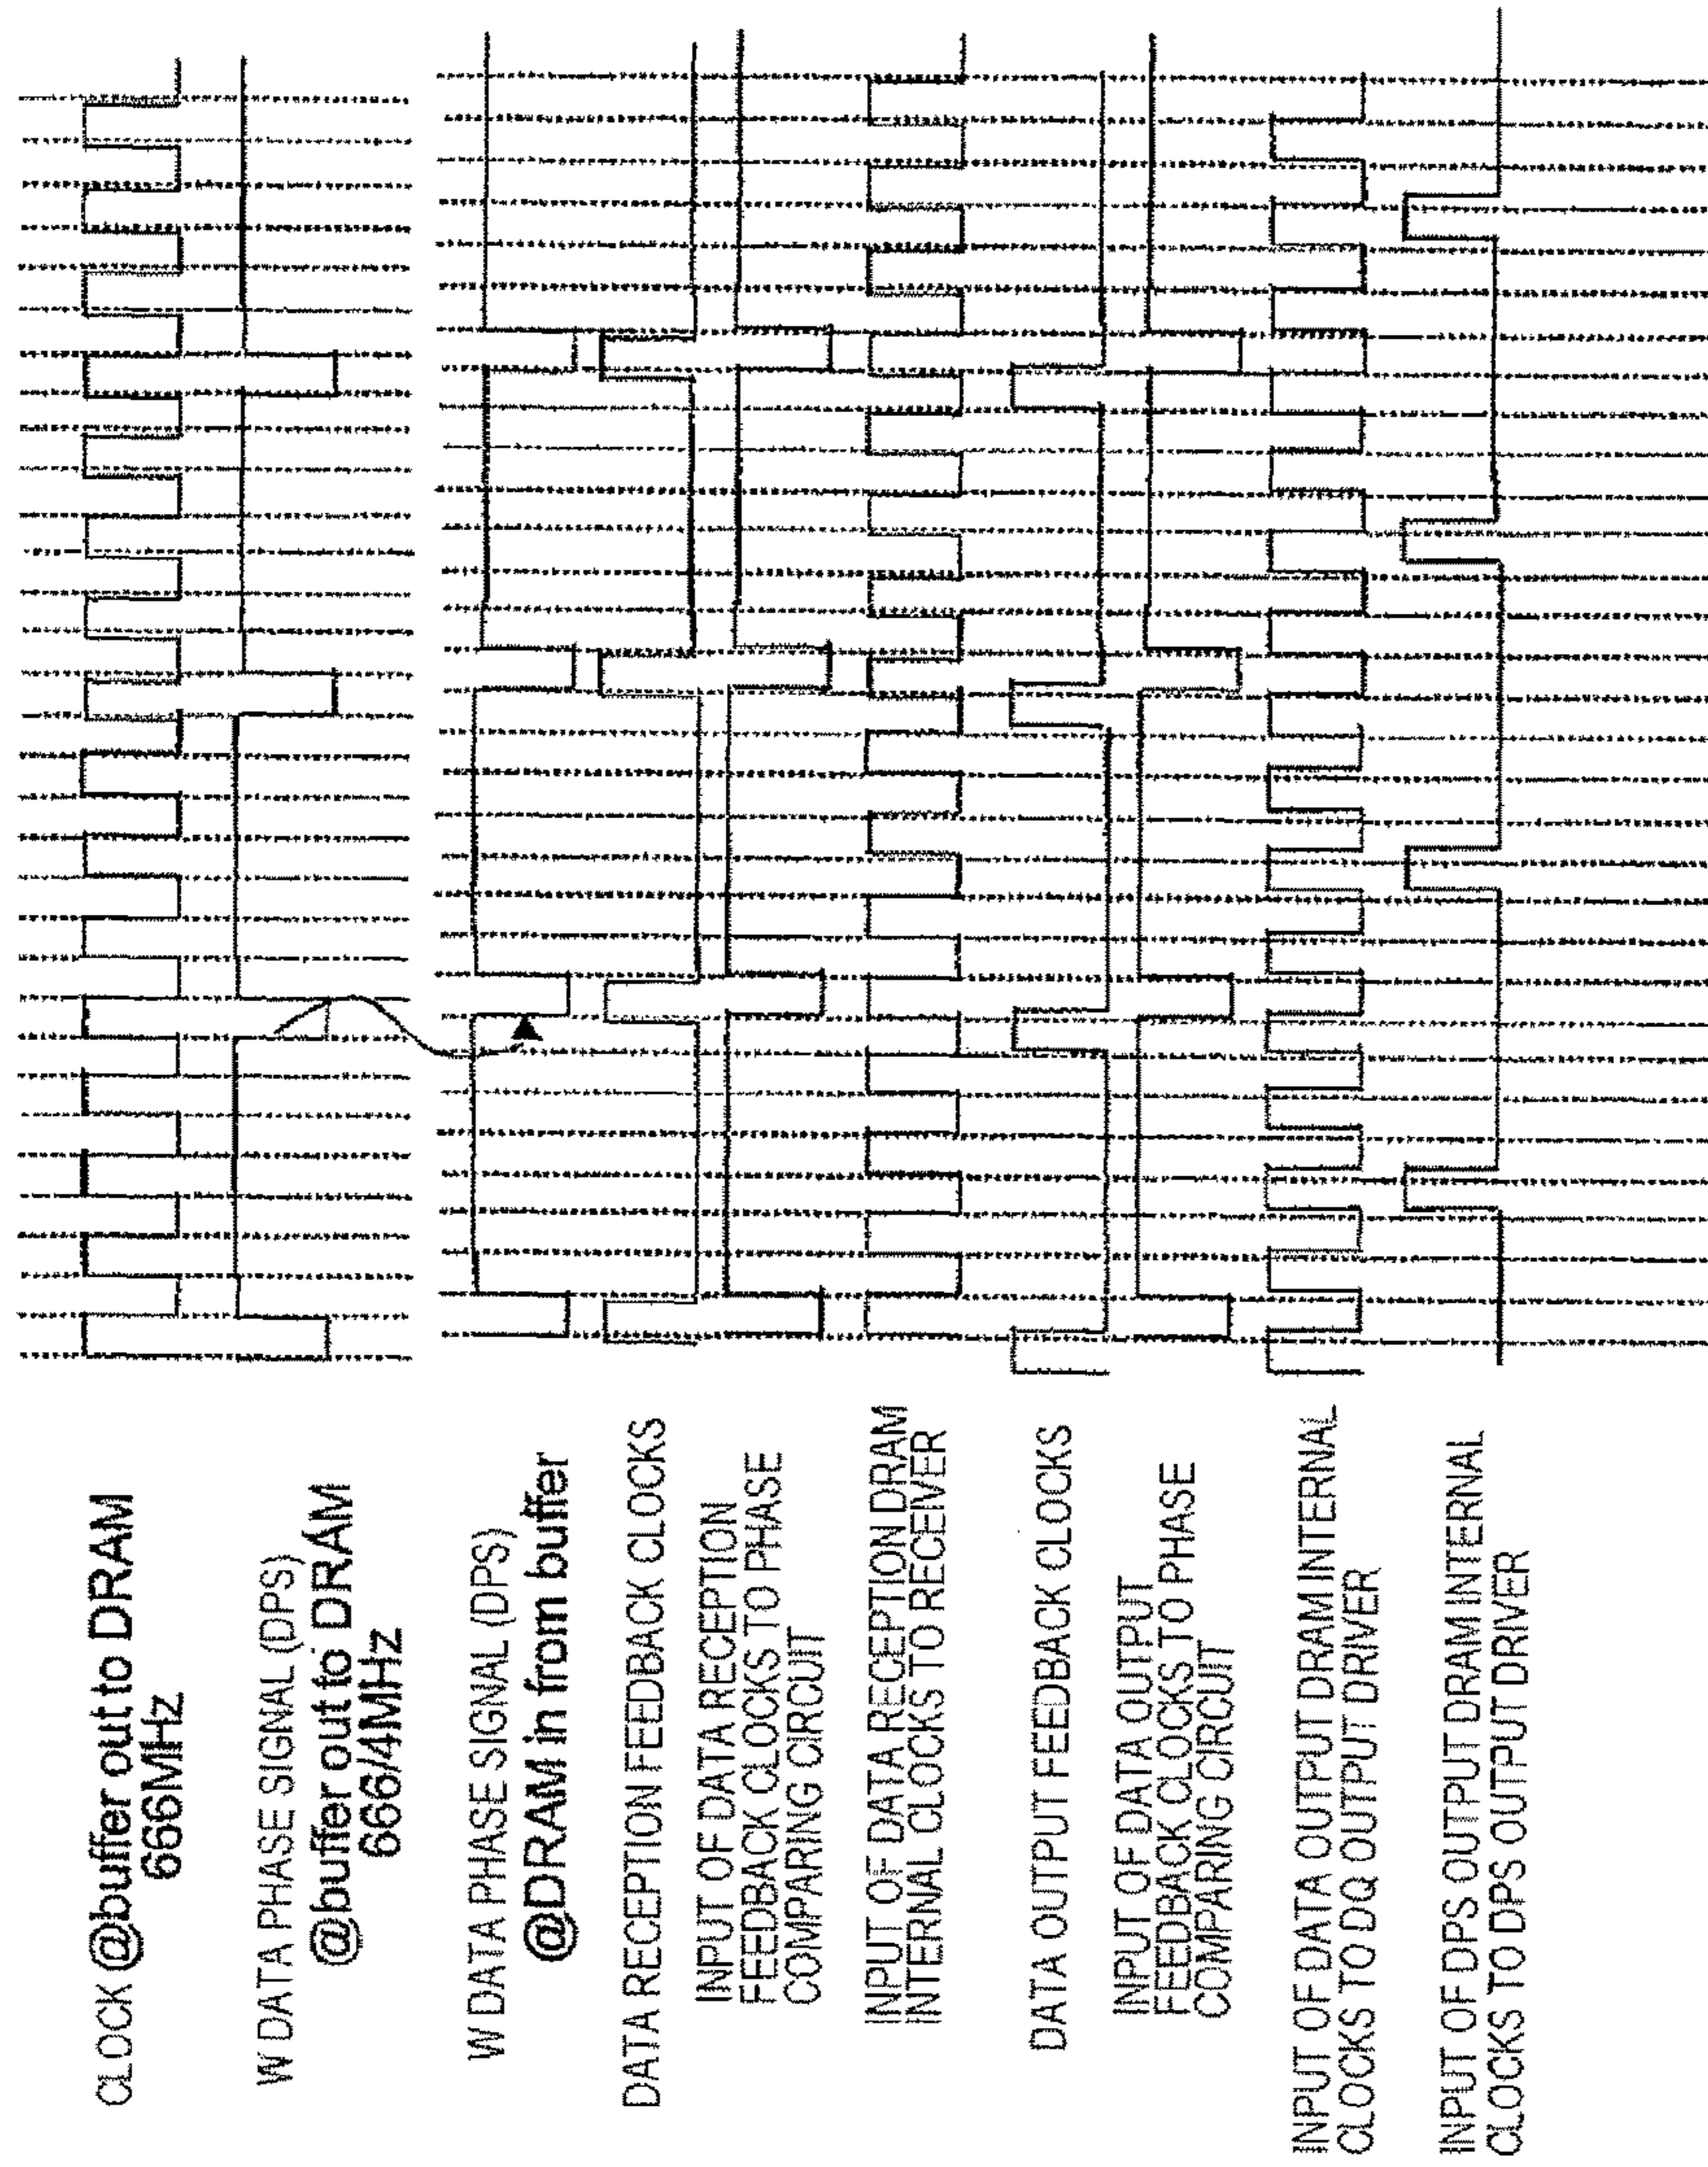 CLOCK @buffer out to DRAM
666MHz
W DATA PHASE SIGNAL (DPS)
@buffer out to DRAM
666/4MHz
W DATA PHASE SIGNAL (DPS)
@DRAM in from buffer
DATA RECEPTION FEEDBACK CLOCKS
INPUT OF DATA RECEPTION
FEEDBACK CLOCKS TO PHASE
COMPARING CIRCUIT
INPUT OF DATA RECEPTION DRAM
INTERNAL CLOCKS TO RECEIVER
DATA OUTPUT FEEDBACK CLOCKS
INPUT OF DATA OUTPUT
FEEDBACK CLOCKS TO PHASE
COMPARING CIRCUIT
INPUT OF DATA OUTPUT DRAM INTERNAL
CLOCKS TO DQ OUTPUT DRIVER
INPUT OF DPS OUTPUT DRAM INTERNAL
CLOCKS TO DPS OUTPUT DRIVER